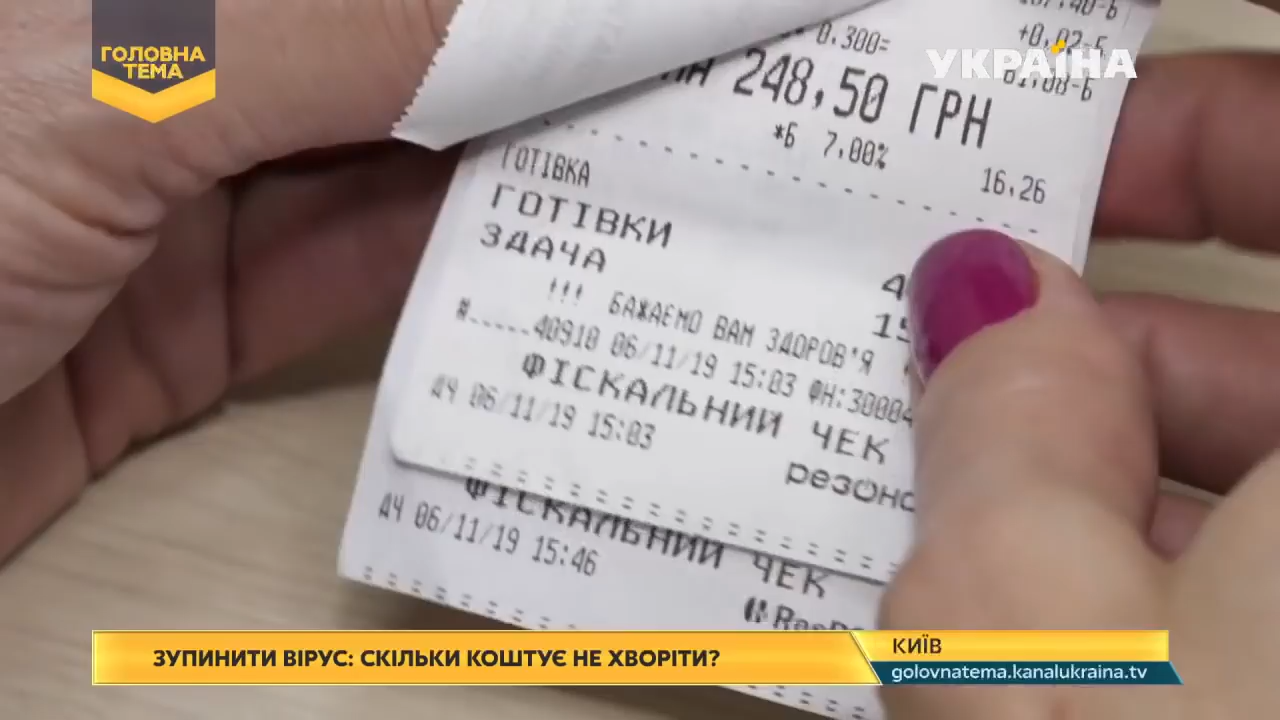 ГОЛОВНА
ТЕМА
УКРАЇНА
0.300=
248,50 ГРН
*Б 7.00%
16.26
ГОТІВКА
ГОТІВКИ
ЗДАЧА
!!! БАЖАЄМО ВАМ ЗДОРОВ'Я
40910 06/11/19 15:03
ФІСКАЛЬНИЙ ЧЕК
ДЧ 06/11/19 15:03
ФІСКАЛЬНИЙ ЧЕК
ДЧ 06/11/19 15:46
ЗУПИНИТИ ВІРУС: СКІЛЬКИ КОШТУЄ НЕ ХВОРІТИ?
КИЇВ
golovnatema.kanalukraina.tv